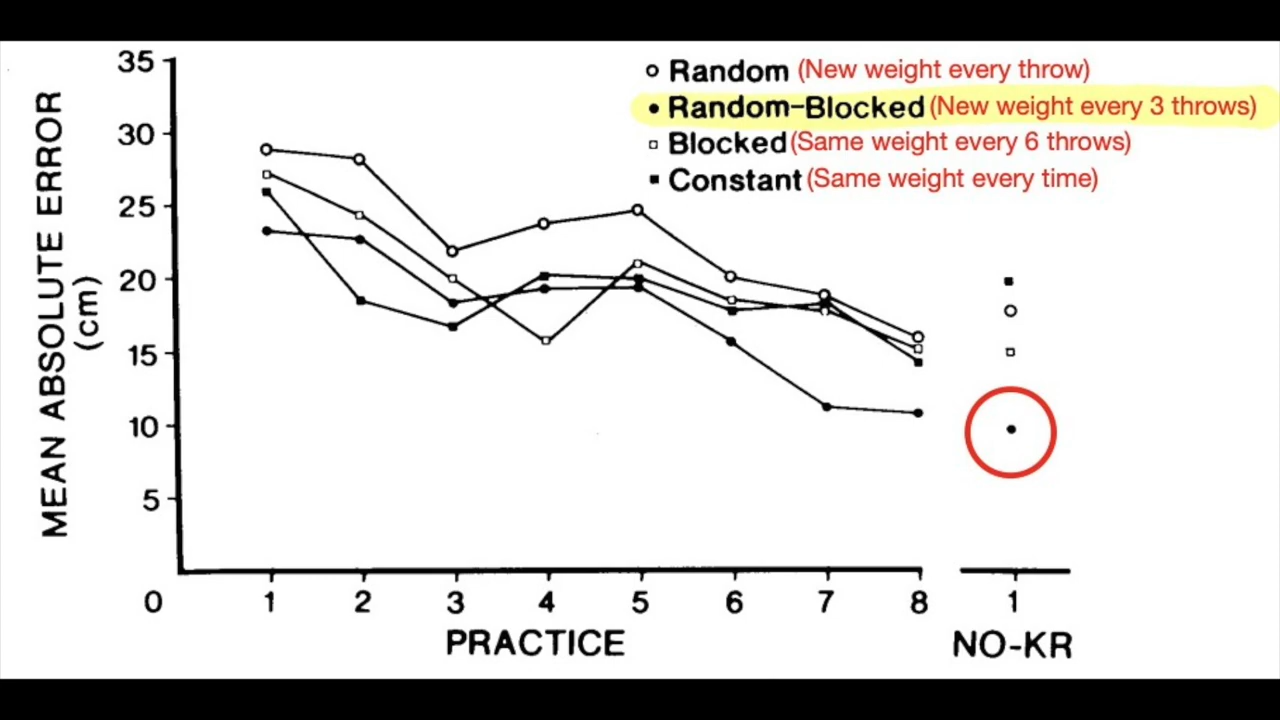 35
30
25
20
15
10
5
0
MEAN ABSOLUTE ERROR
(cm)
Random (New weight every throw)
Random-Blocked (New weight every 3 throws)
Blocked (Same weight every 6 throws)
Constant (Same weight every time)
1 2 3 4 5 6 7 8 1
PRACTICE NO-KR